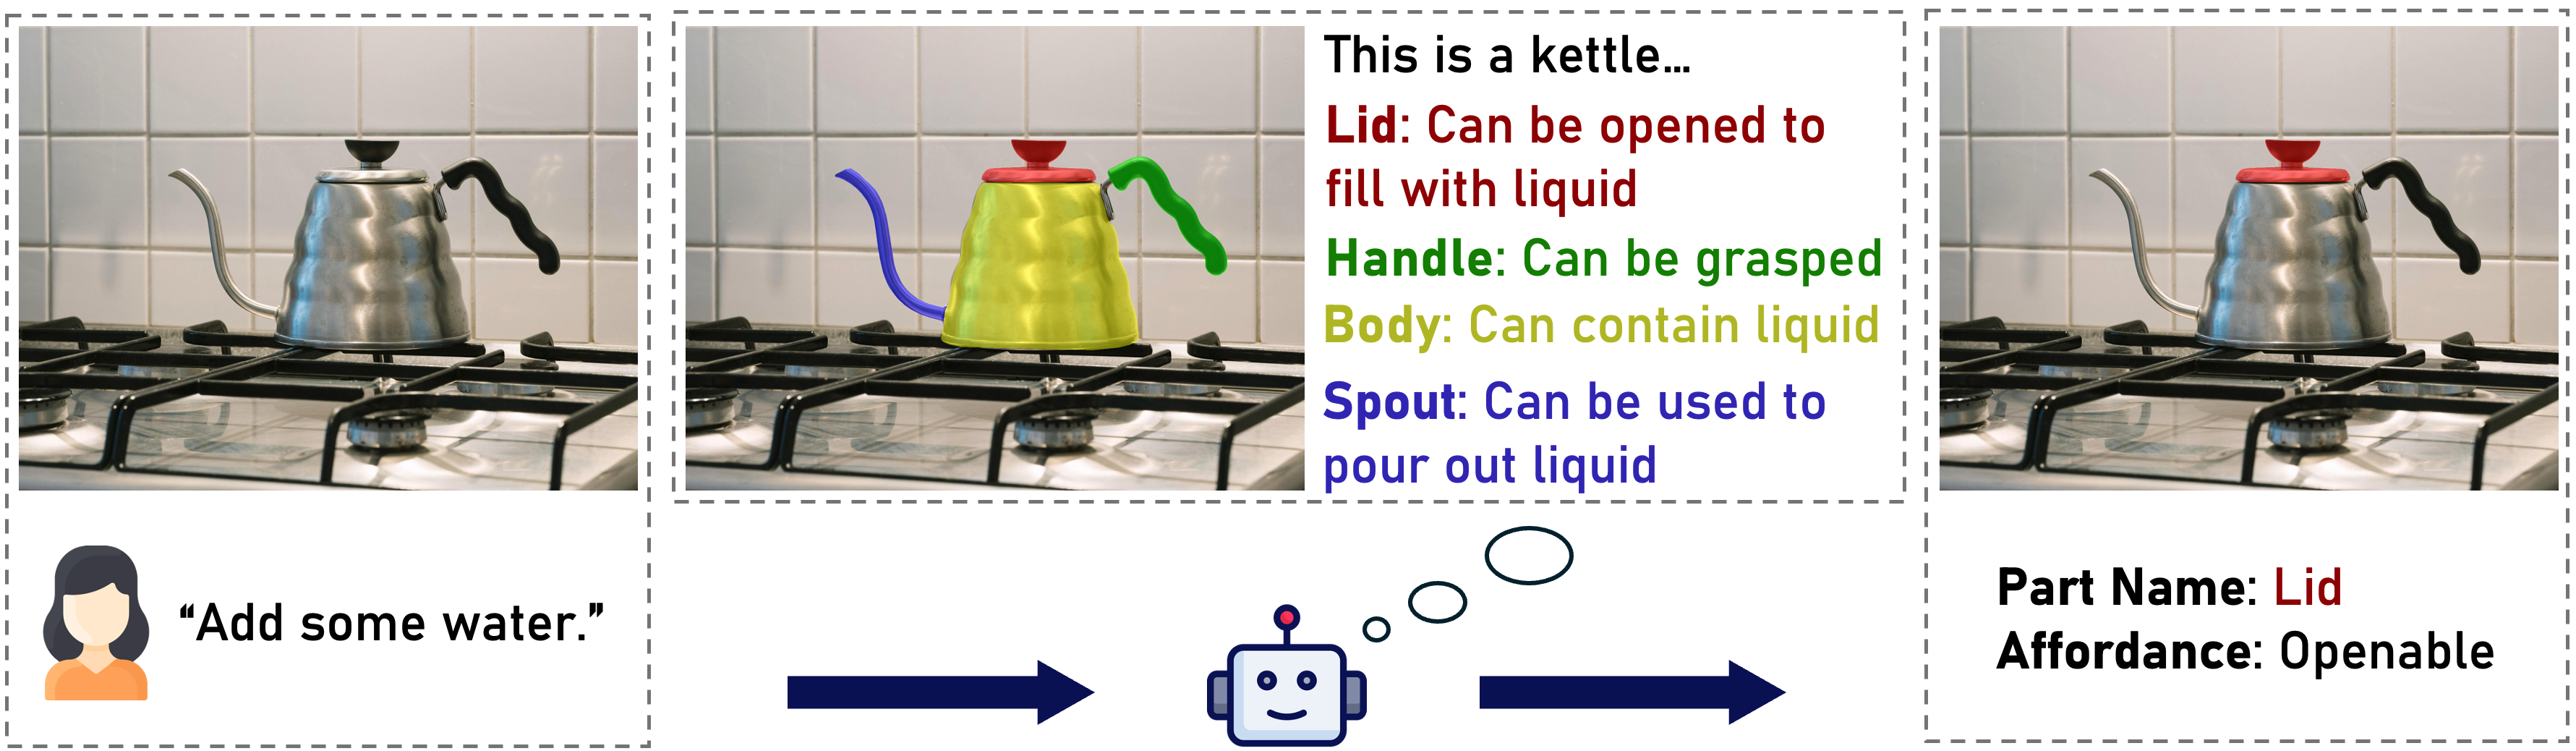 This is a kettle...
Lid: Can be opened to
fill with liquid
Handle: Can be grasped
Body: Can contain liquid
Spout: Can be used to
pour out liquid
“Add some water.”
Part Name: Lid
Affordance: Openable